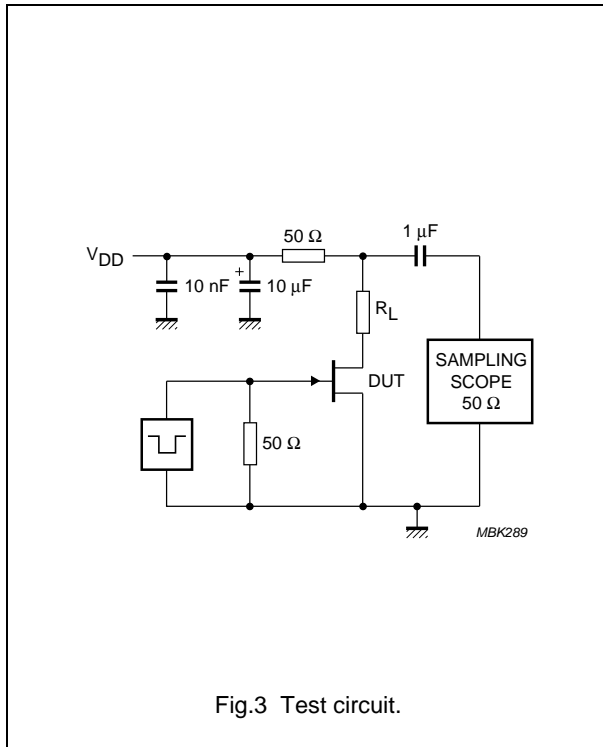 50 Ω
1 µF
V_DD
+
10 nF
10 µF
R_L
DUT
SAMPLING
SCOPE
50 Ω
50 Ω
MBK289
Fig.3 Test circuit.